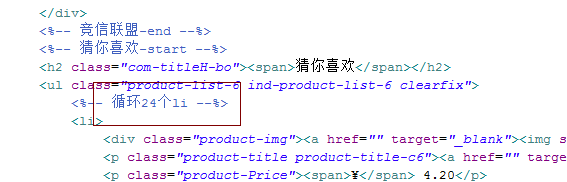 </div>
<%-- 竞信联盟-end --%>
<%-- 猜你喜欢-start --%>
<h2 class="com-titleH-bo"><span>猜你喜欢</span></h2>
<ul class="product-list-6 ind-product-list-6 clearfix">
<%-- 循环24个li --%>
<li>
<div class="product-img"><a href="" target="_blank"><img s
<p class="product-title product-title-c6"><a href="" targe
<p class="product-Price"><span>¥</span> 4.20</p>